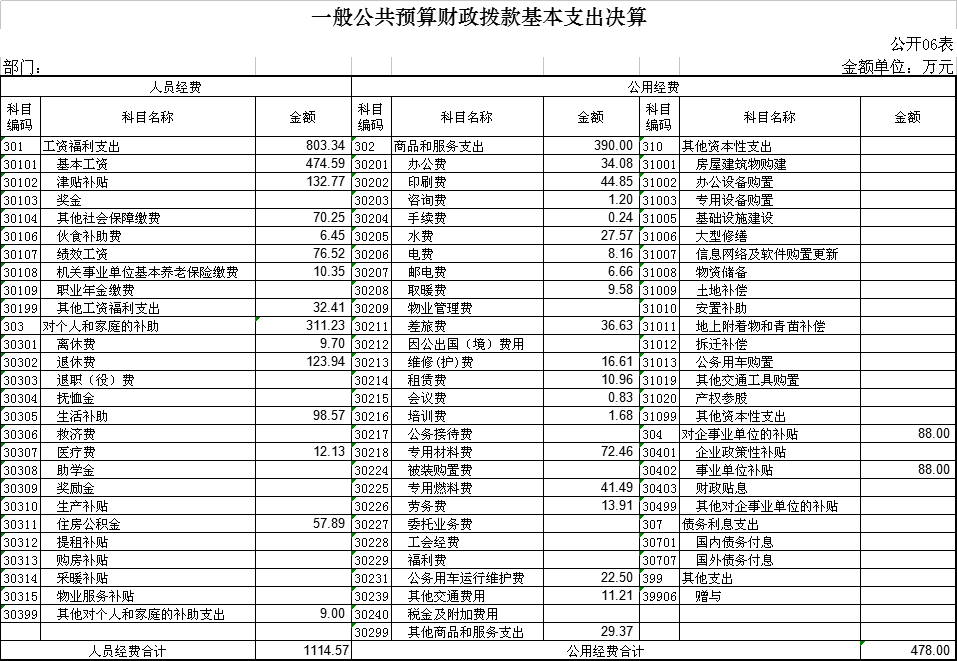 一般公共预算财政拨款基本支出决算
公开06表
部门： 金额单位：万元
人员经费 公用经费
科目编码 科目名称 金额 科目编码 科目名称 金额 科目编码 科目名称 金额
301 工资福利支出 803.34 302 商品和服务支出 390.00 310 其他资本性支出
30101 基本工资 474.59 30201 办公费 34.08 31001 房屋建筑物购建
30102 津贴补贴 132.77 30202 印刷费 44.85 31002 办公设备购置
30103 奖金 30203 咨询费 1.20 31003 专用设备购置
30104 其他社会保障缴费 70.25 30204 手续费 0.24 31005 基础设施建设
30106 伙食补助费 6.45 30205 水费 27.57 31006 大型修缮
30107 绩效工资 76.52 30206 电费 8.16 31007 信息网络及软件购置更新
30108 机关事业单位基本养老保险缴费 10.35 30207 邮电费 6.66 31008 物资储备
30109 职业年金缴费 30208 取暖费 9.58 31009 土地补偿
30199 其他工资福利支出 32.41 30209 物业管理费 31010 安置补助
303 对个人和家庭的补助 311.23 30211 差旅费 36.63 31011 地上附着物和青苗补偿
30301 离休费 9.70 30212 因公出国（境）费用 31012 拆迁补偿
30302 退休费 123.94 30213 维修(护)费 16.61 31013 公务用车购置
30303 退职（役）费 30214 租赁费 10.96 31019 其他交通工具购置
30304 抚恤金 30215 会议费 0.83 31020 产权参股
30305 生活补助 98.57 30216 培训费 1.68 31099 其他资本性支出
30306 救济费 30217 公务接待费 304 对企事业单位的补贴 88.00
30307 医疗费 12.13 30218 专用材料费 72.46 30401 企业政策性补贴
30308 助学金 30224 被装购置费 30402 事业单位补贴 88.00
30309 奖励金 30225 专用燃料费 41.49 30403 财政贴息
30310 生产补贴 30226 劳务费 13.91 30499 其他对企事业单位的补贴
30311 住房公积金 57.89 30227 委托业务费 307 债务利息支出
30312 提租补贴 30228 工会经费 30701 国内债务付息
30313 购房补贴 30229 福利费 30707 国外债务付息
30314 采暖补贴 30231 公务用车运行维护费 22.50 399 其他支出
30315 物业服务补贴 30239 其他交通费用 11.21 39906 赠与
30399 其他对个人和家庭的补助支出 9.00 30240 税金及附加费用
30299 其他商品和服务支出 29.37
人员经费合计 1114.57 公用经费合计 478.00